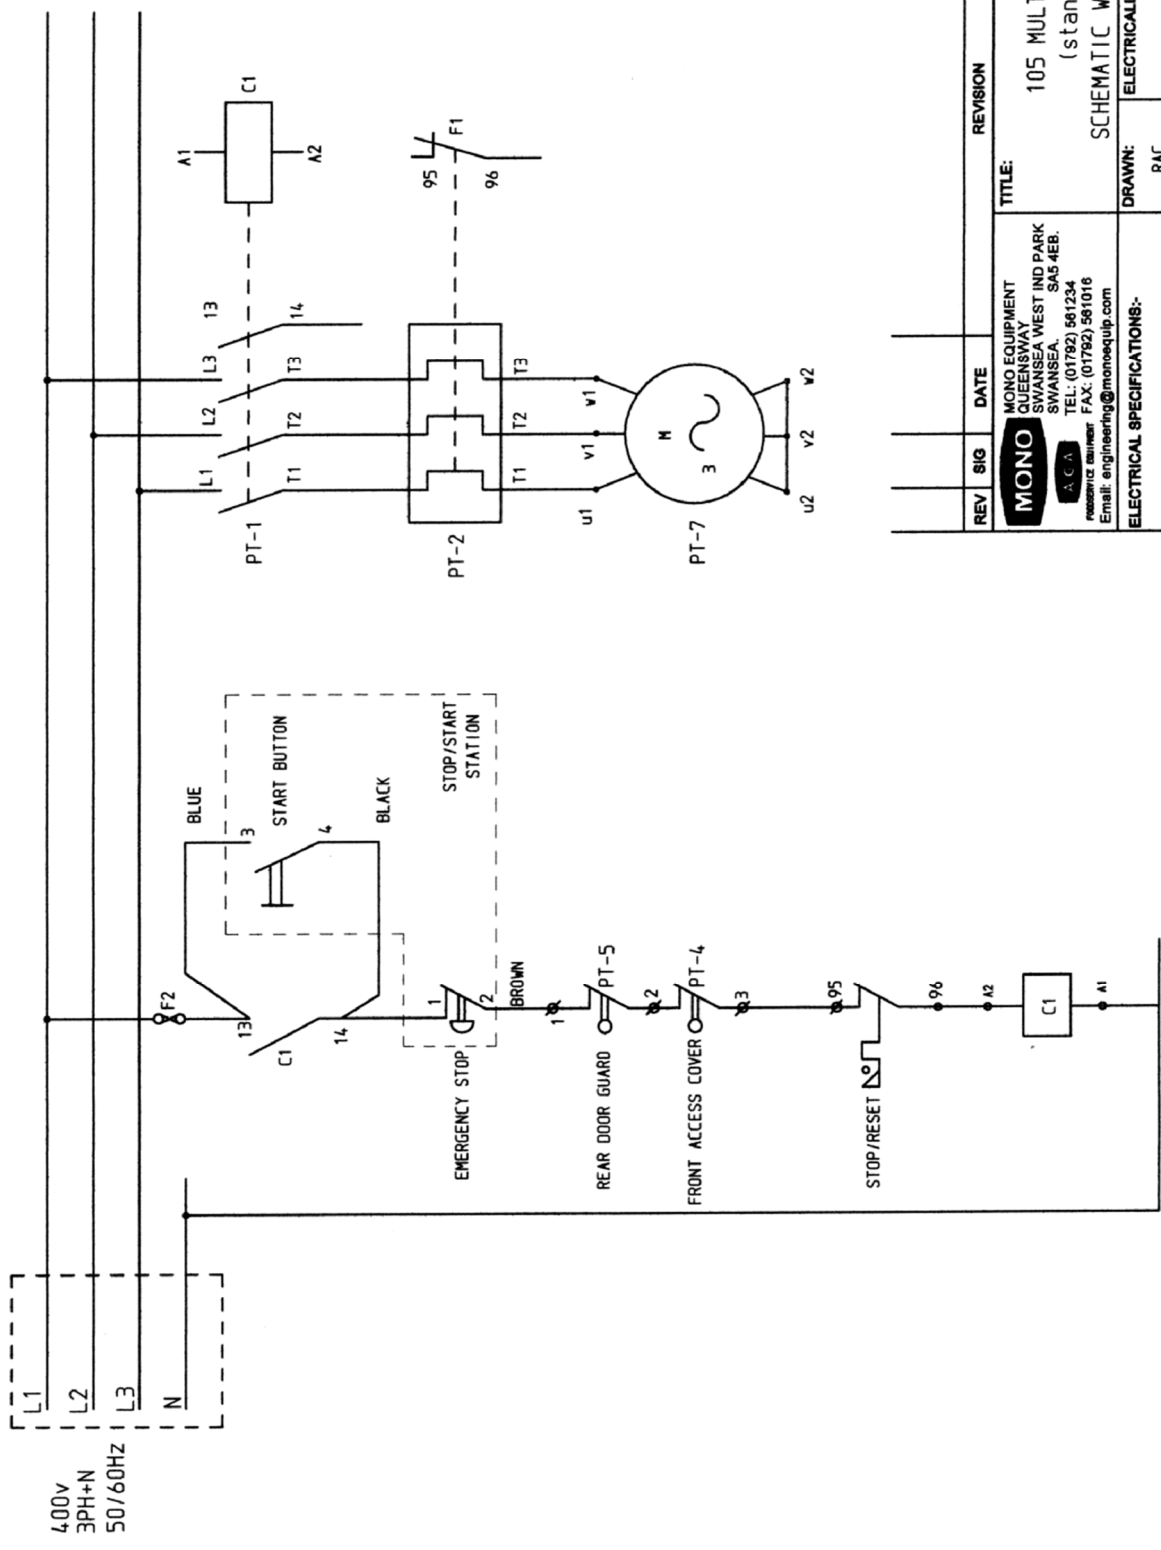 400v
3PH+N
50/60Hz
L1
L2
L3
N
F2
BLUE
13
C1
14
3
START BUTTON
4
BLACK
STOP/START
STATION
1
2
EMERGENCY STOP
BROWN
1
REAR DOOR GUARD
PT-5
2
FRONT ACCESS COVER
PT-4
3
95
STOP/RESET
96
A2
C1
A1
L1
L2
L3
13
PT-1
T1
T2
T3
14
A1
C1
A2
PT-2
95
F1
96
T1
T2
T3
u1
v1
w1
M
3
PT-7
u2
v2
w2
REV
SIG
DATE
REVISION
MONO
AGA
FOODSERVICE EQUIPMENT
MONO EQUIPMENT
QUEENSWAY
SWANSEA WEST IND PARK
SWANSEA. SA5 4EB.
TEL: (01792) 561234
FAX: (01792) 561016
Email: engineering@monoequip.com
TITLE:
105 MULT
(stan
SCHEMATIC W
ELECTRICAL SPECIFICATIONS:-
DRAWN:
ELECTRICAL